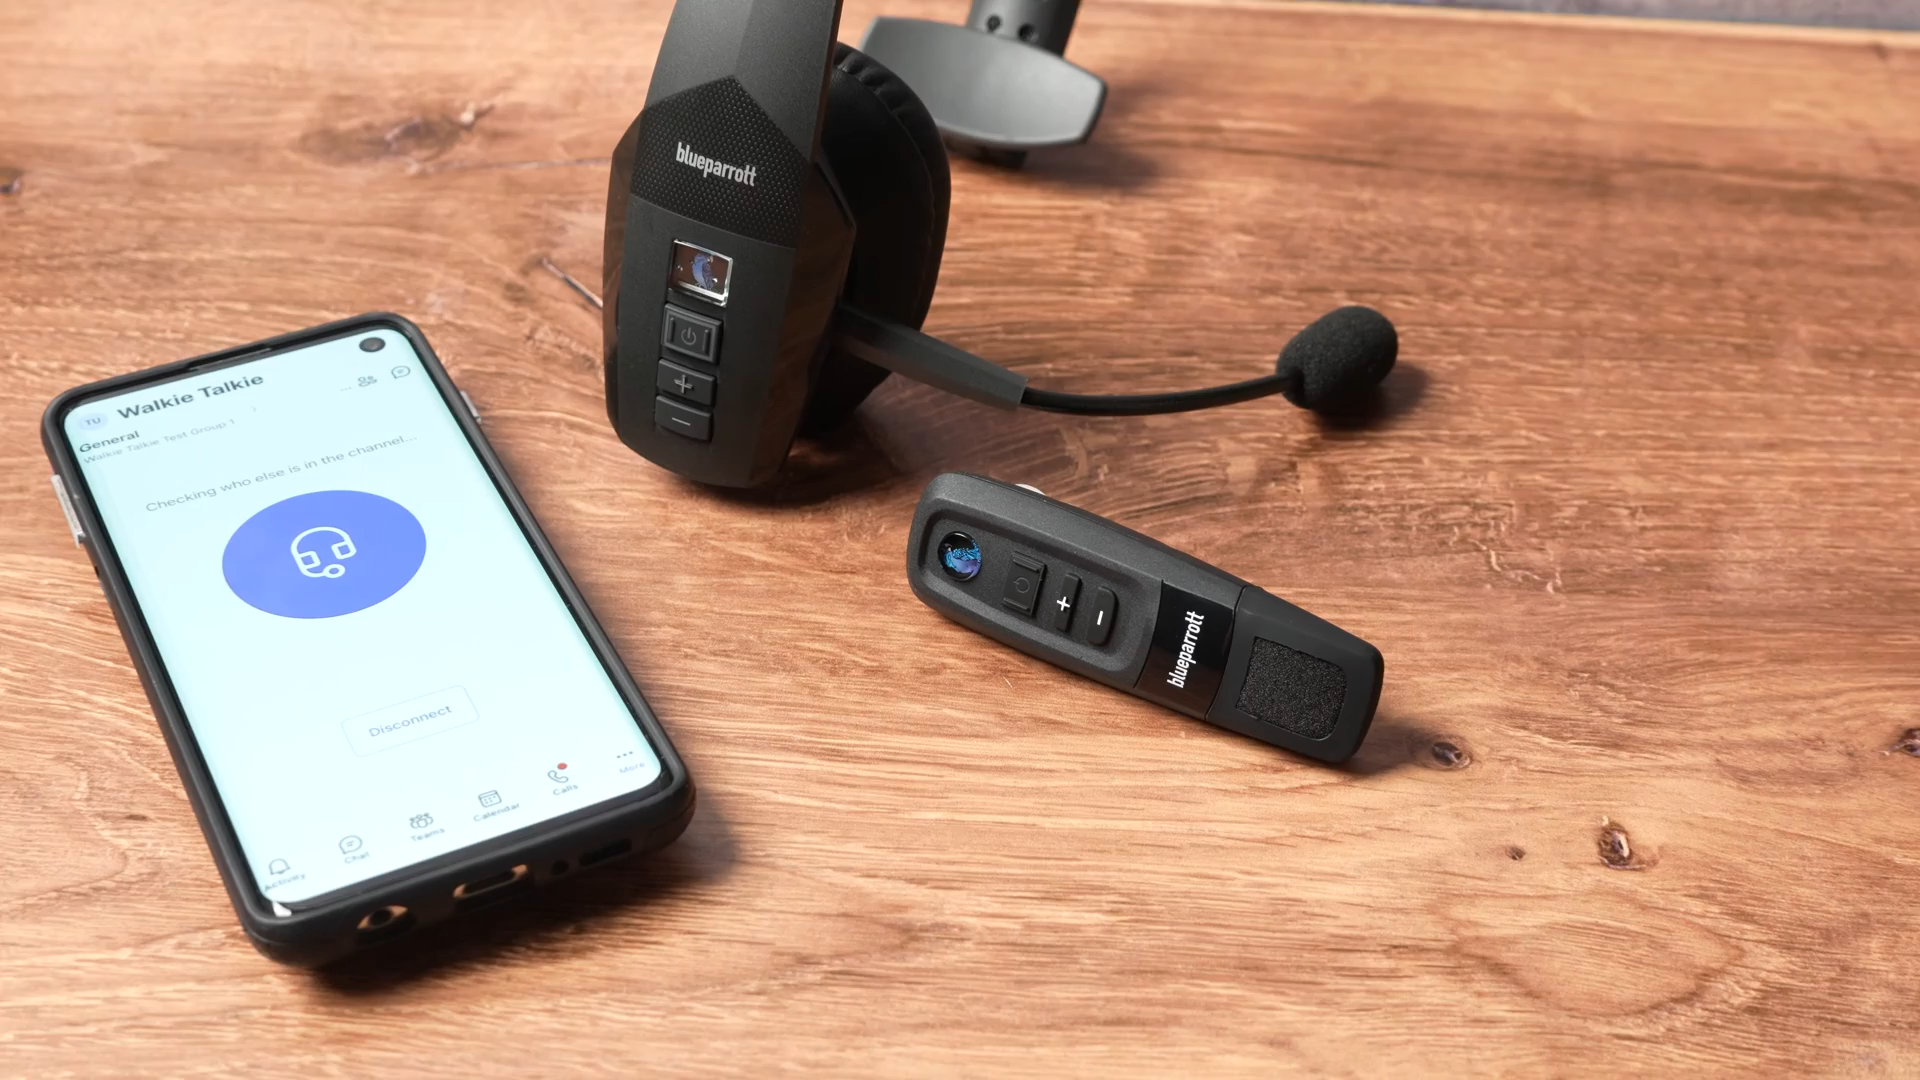 blueparrott
TU
Walkie Talkie
General
Walkie Talkie Test Group 1
Checking who else is in the channel...
Disconnect
Activity
Chat
Teams
Calendar
Calls
More
blueparrott